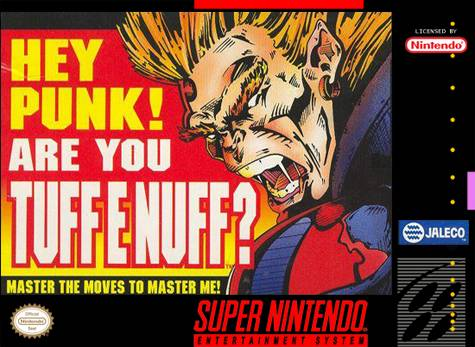 HEY
PUNK!
ARE YOU
TUFF E NUFF?
MASTER THE MOVES TO MASTER ME!
LICENSED BY
Nintendo
JALECO
Official
Nintendo
Seal
SUPER NINTENDO
ENTERTAINMENT SYSTEM